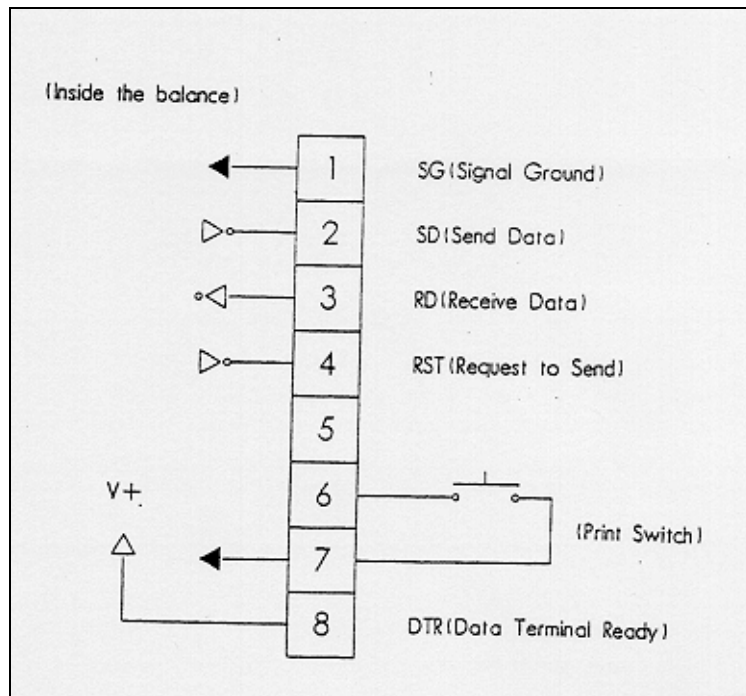 (Inside the balance)
1 SG(Signal Ground)
2 SD(Send Data)
3 RD(Receive Data)
4 RST(Request to Send)
5
V+
6
(Print Switch)
7
8 DTR(Data Terminal Ready)